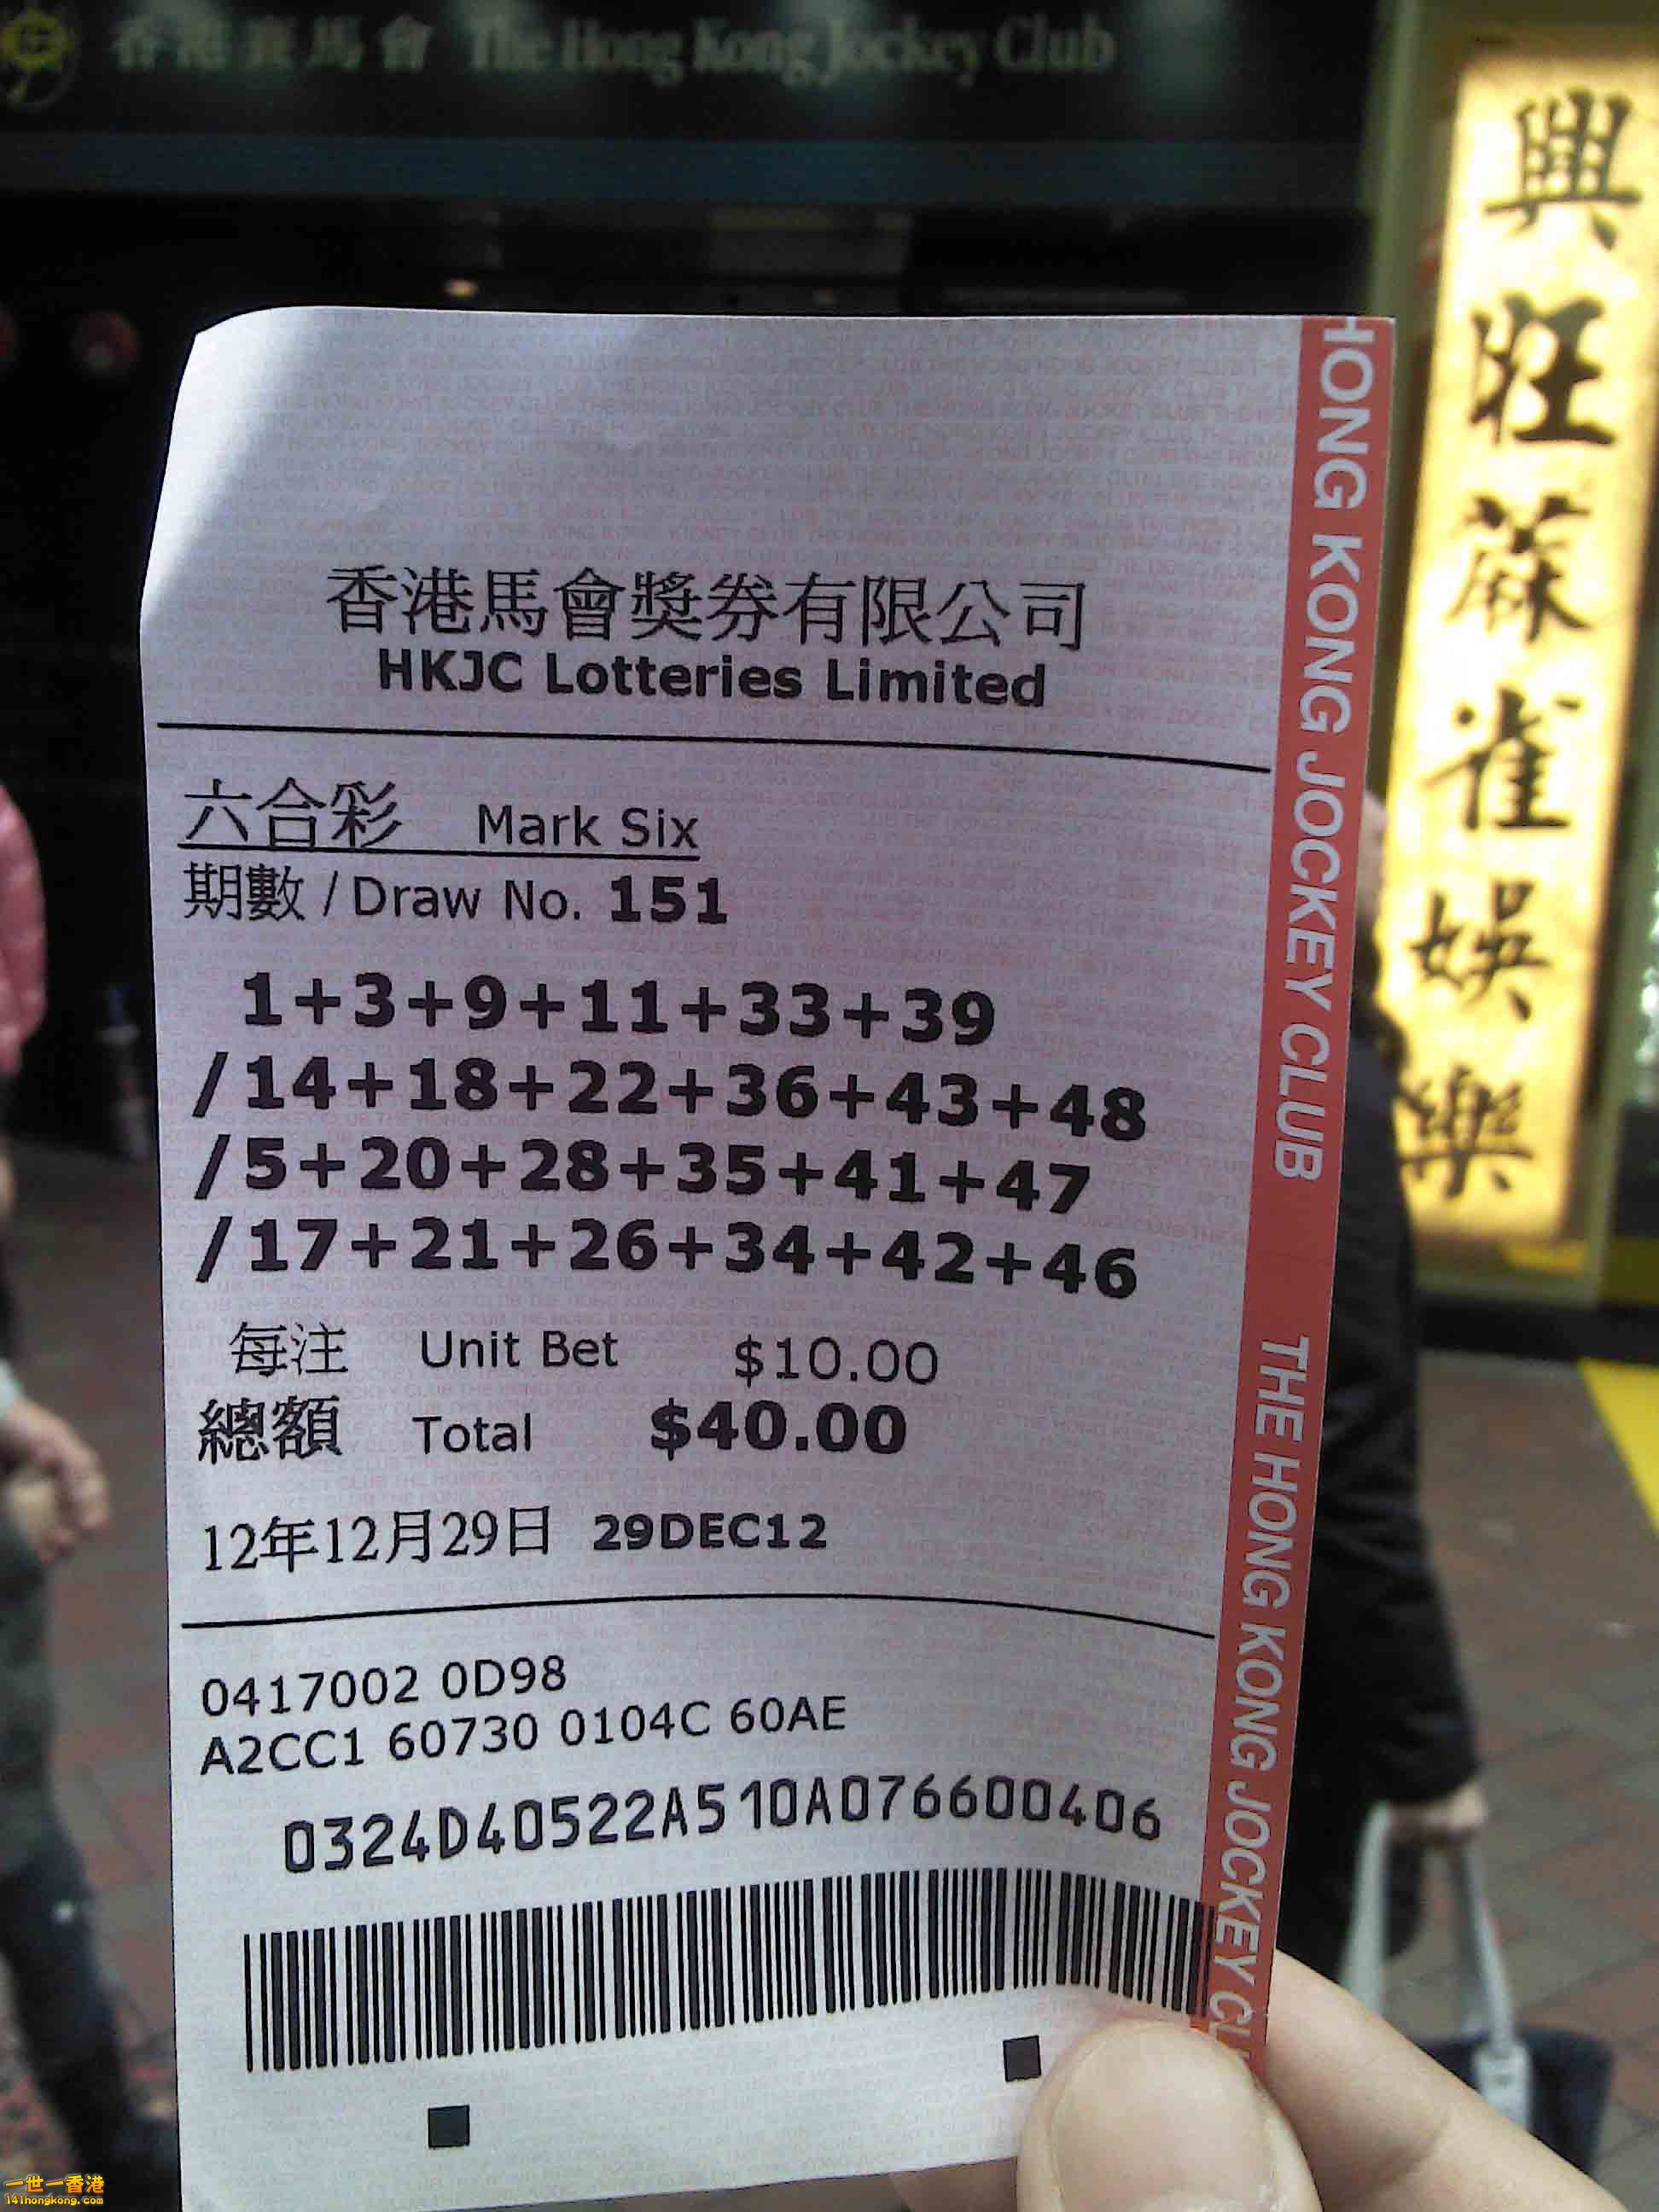 香港賽馬會 The Hong Kong Jockey Club
興旺蔴雀娛樂
香港馬會獎券有限公司
HKJC Lotteries Limited
六合彩 Mark Six
期數 / Draw No. 151
1+3+9+11+33+39
/ 14+18+22+36+43+48
/ 5+20+28+35+41+47
/ 17+21+26+34+42+46
每注 Unit Bet $10.00
總額 Total $40.00
12年12月29日 29DEC12
0417002 0D98
A2CC1 60730 0104C 60AE
0324D40522A510A076600406
HONG KONG JOCKEY CLUB THE HONG KONG JOCKEY CL
一世一香港
141hongkong.com